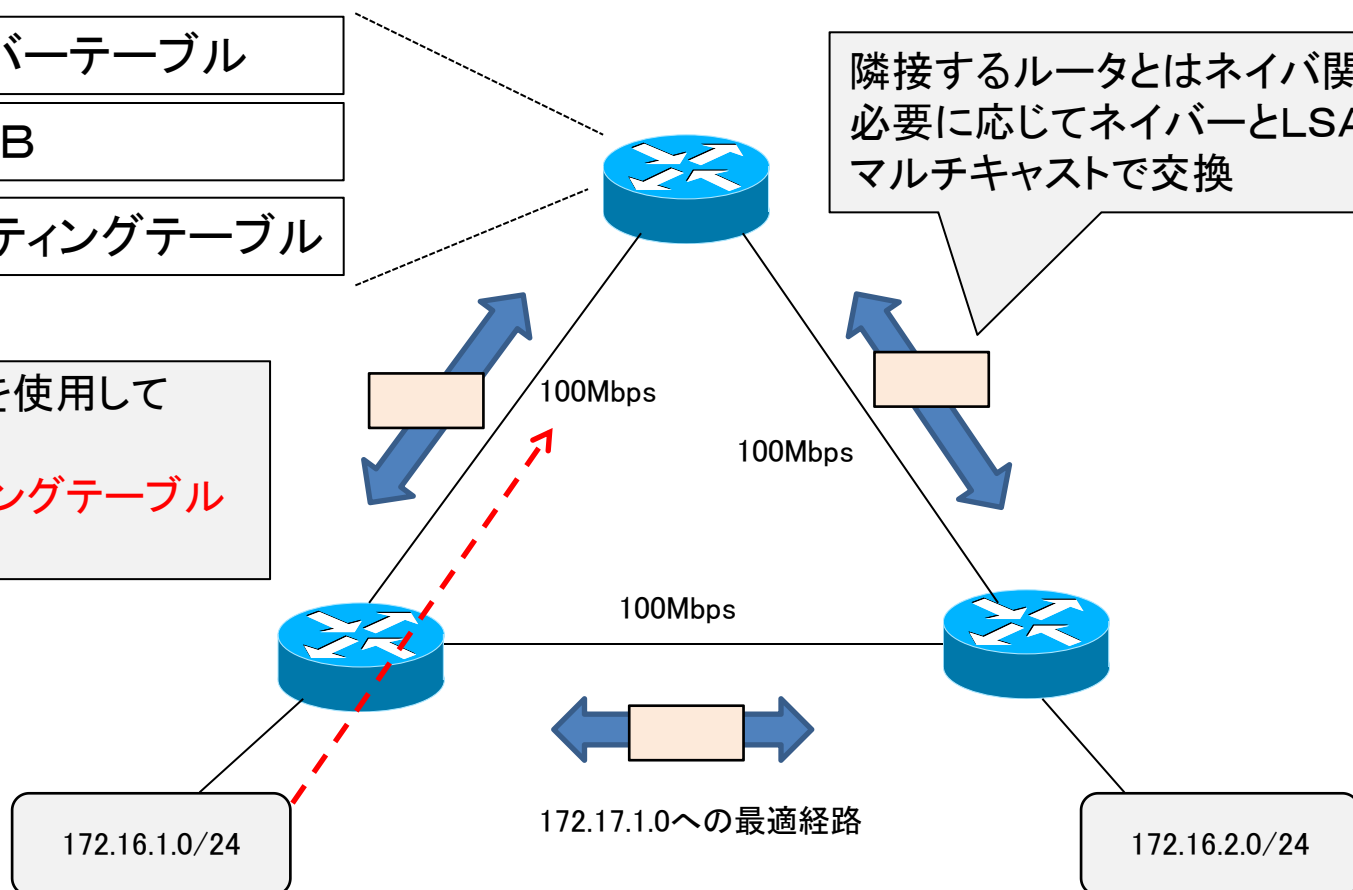 バーテーブル
B
ティングテーブル
隣接するルータとはネイバ関
必要に応じてネイバーとLSA
マルチキャストで交換
を使用して
ングテーブル
100Mbps
100Mbps
100Mbps
172.17.1.0への最適経路
172.16.1.0/24
172.16.2.0/24